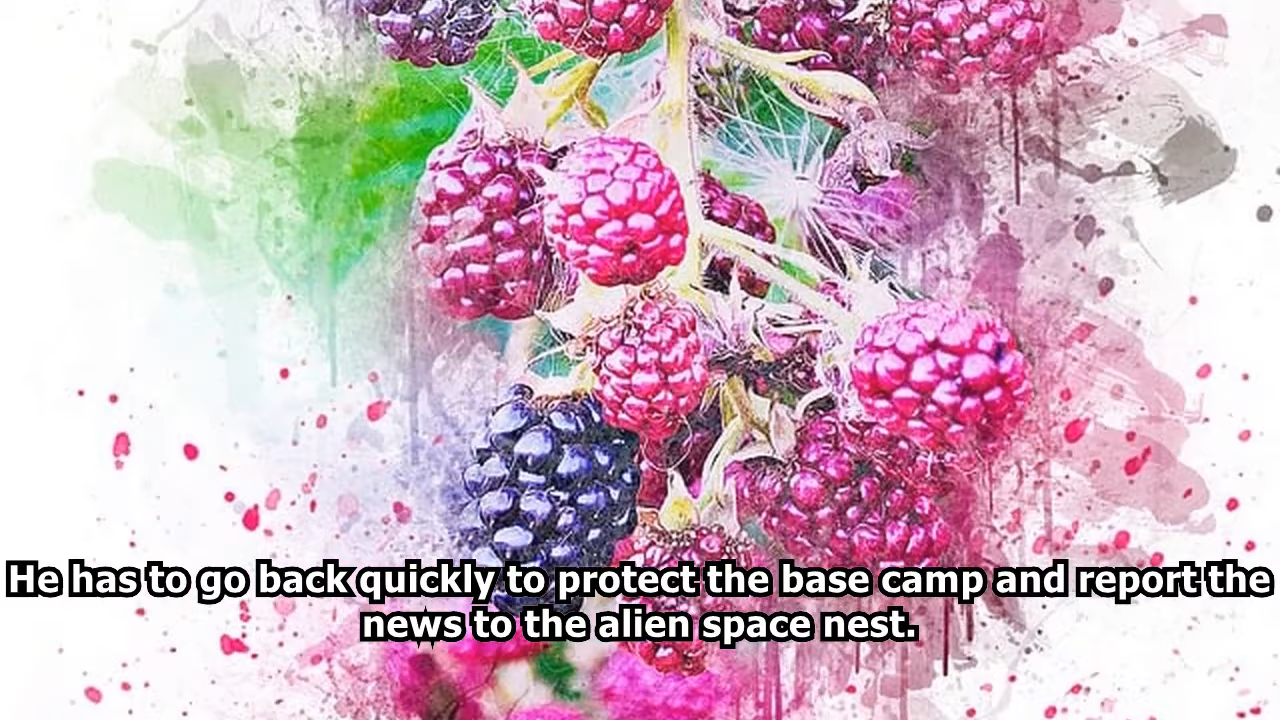 He has to go back quickly to protect the base camp and report the
news to the alien space nest.